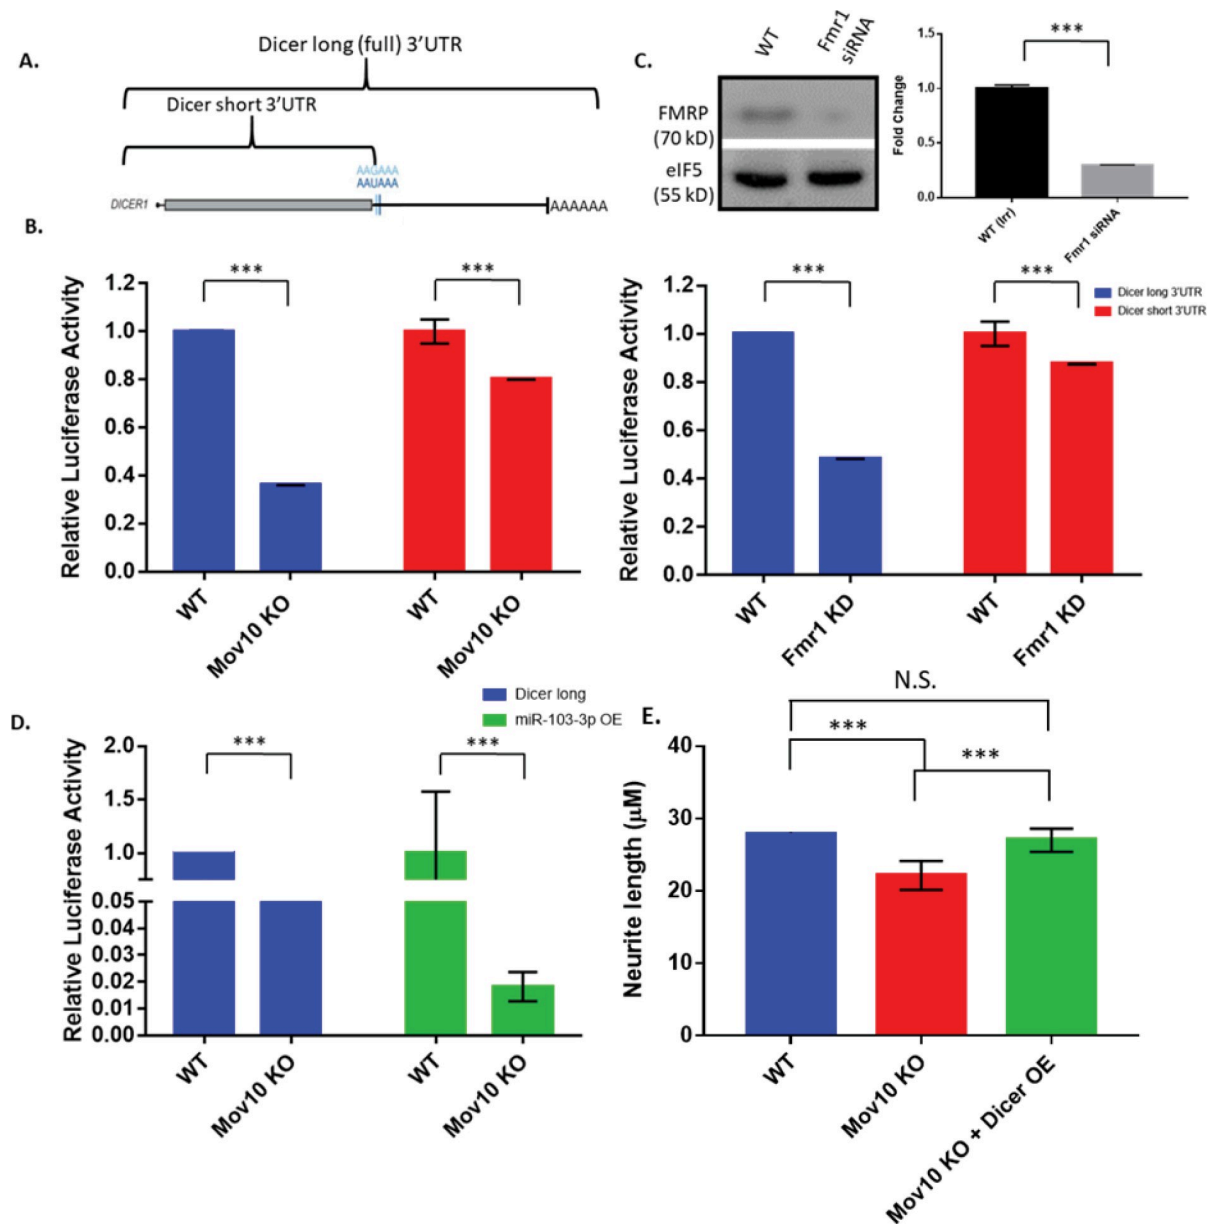 A.
Dicer long (full) 3'UTR
Dicer short 3'UTR
AAGAAA
AAUAAA
DICER1
AAAAAA
C.
WT
Fmr1
siRNA
FMRP
(70 kD)
eIF5
(55 kD)
Fold Change
1.5
1.0
0.5
0.0
***
WT (Irr)
Fmr1 siRNA
B.
Relative Luciferase Activity
1.2
1.0
0.8
0.6
0.4
0.2
0.0
***
***
WT
Mov10 KO
WT
Mov10 KO
Relative Luciferase Activity
1.2
1.0
0.8
0.6
0.4
0.2
0.0
***
***
Dicer long 3'UTR
Dicer short 3'UTR
WT
Fmr1 KD
WT
Fmr1 KD
D.
Dicer long
miR-103-3p OE
Relative Luciferase Activity
2.0
1.5
1.0
0.05
0.04
0.03
0.02
0.01
0.00
***
***
WT
Mov10 KO
WT
Mov10 KO
E.
N.S.
***
***
Neurite length (μM)
40
30
20
0
WT
Mov10 KO
Mov10 KO + Dicer OE